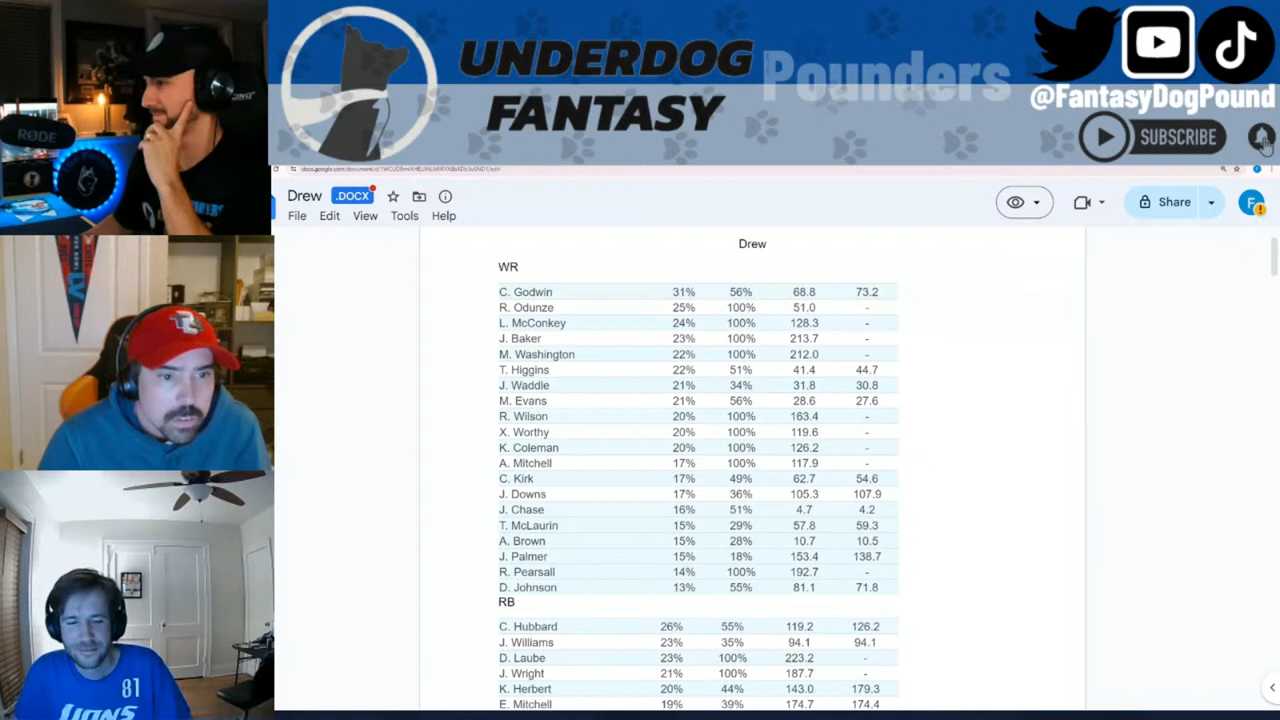 UNDERDOG
FANTASY
Pounders
@FantasyDogPound
SUBSCRIBE
RØDE
LV
81
LIONS
Drew
.DOCX
File Edit View Tools Help
Share
F
Drew
WR
C. Godwin 31% 56% 68.8 73.2
R. Odunze 25% 100% 51.0 -
L. McConkey 24% 100% 128.3 -
J. Baker 23% 100% 213.7 -
M. Washington 22% 100% 212.0 -
T. Higgins 22% 51% 41.4 44.7
J. Waddle 21% 34% 31.8 30.8
M. Evans 21% 56% 28.6 27.6
R. Wilson 20% 100% 163.4 -
X. Worthy 20% 100% 119.6 -
K. Coleman 20% 100% 126.2 -
A. Mitchell 17% 100% 117.9 -
C. Kirk 17% 49% 62.7 54.6
J. Downs 17% 36% 105.3 107.9
J. Chase 16% 51% 4.7 4.2
T. McLaurin 15% 29% 57.8 59.3
A. Brown 15% 28% 10.7 10.5
J. Palmer 15% 18% 153.4 138.7
R. Pearsall 14% 100% 192.7 -
D. Johnson 13% 55% 81.1 71.8
RB
C. Hubbard 26% 55% 119.2 126.2
J. Williams 23% 35% 94.1 94.1
D. Laube 23% 100% 223.2 -
J. Wright 21% 100% 187.7 -
K. Herbert 20% 44% 143.0 179.3
E. Mitchell 19% 39% 174.7 174.4